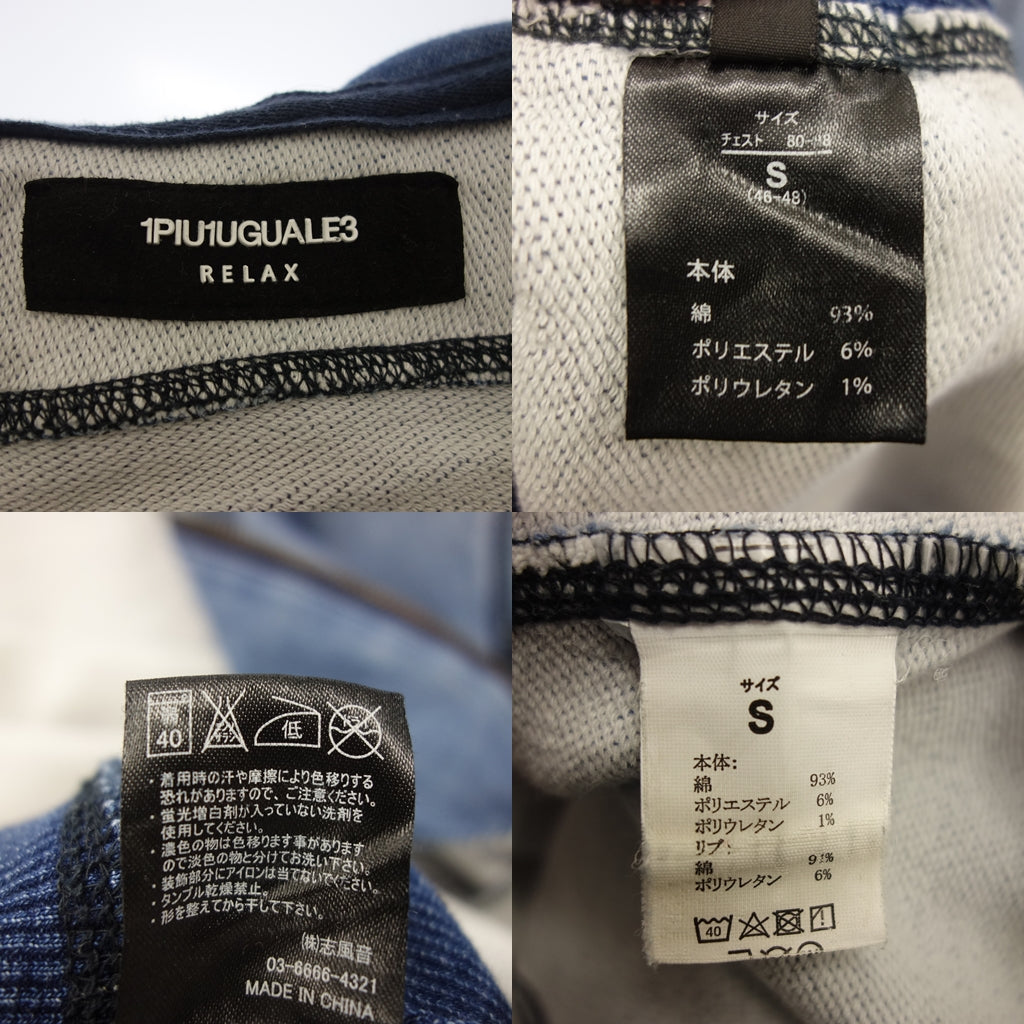 1PIU1UGUALE3
RELAX
サイズ
チェスト 80-
S
(46-48)
本体
綿 93%
ポリエステル 6%
ポリウレタン 1%
40
低
・着用時の汗や摩擦により色移りする
恐れがありますので、ご注意ください。
・蛍光増白剤が入っていない洗剤を
使用してください。
・濃色の物は色移ります事があります
ので淡色の物と分けてお洗い下さい。
・装飾部分にアイロンは当てないでください。
・タンブル乾燥禁止。
・形を整えてから干して下さい。
㈱志風音
03-6666-4321
MADE IN CHINA
サイズ
S
本体:
綿 93%
ポリエステル 6%
ポリウレタン 1%
リブ:
綿
ポリウレタン 6%
40